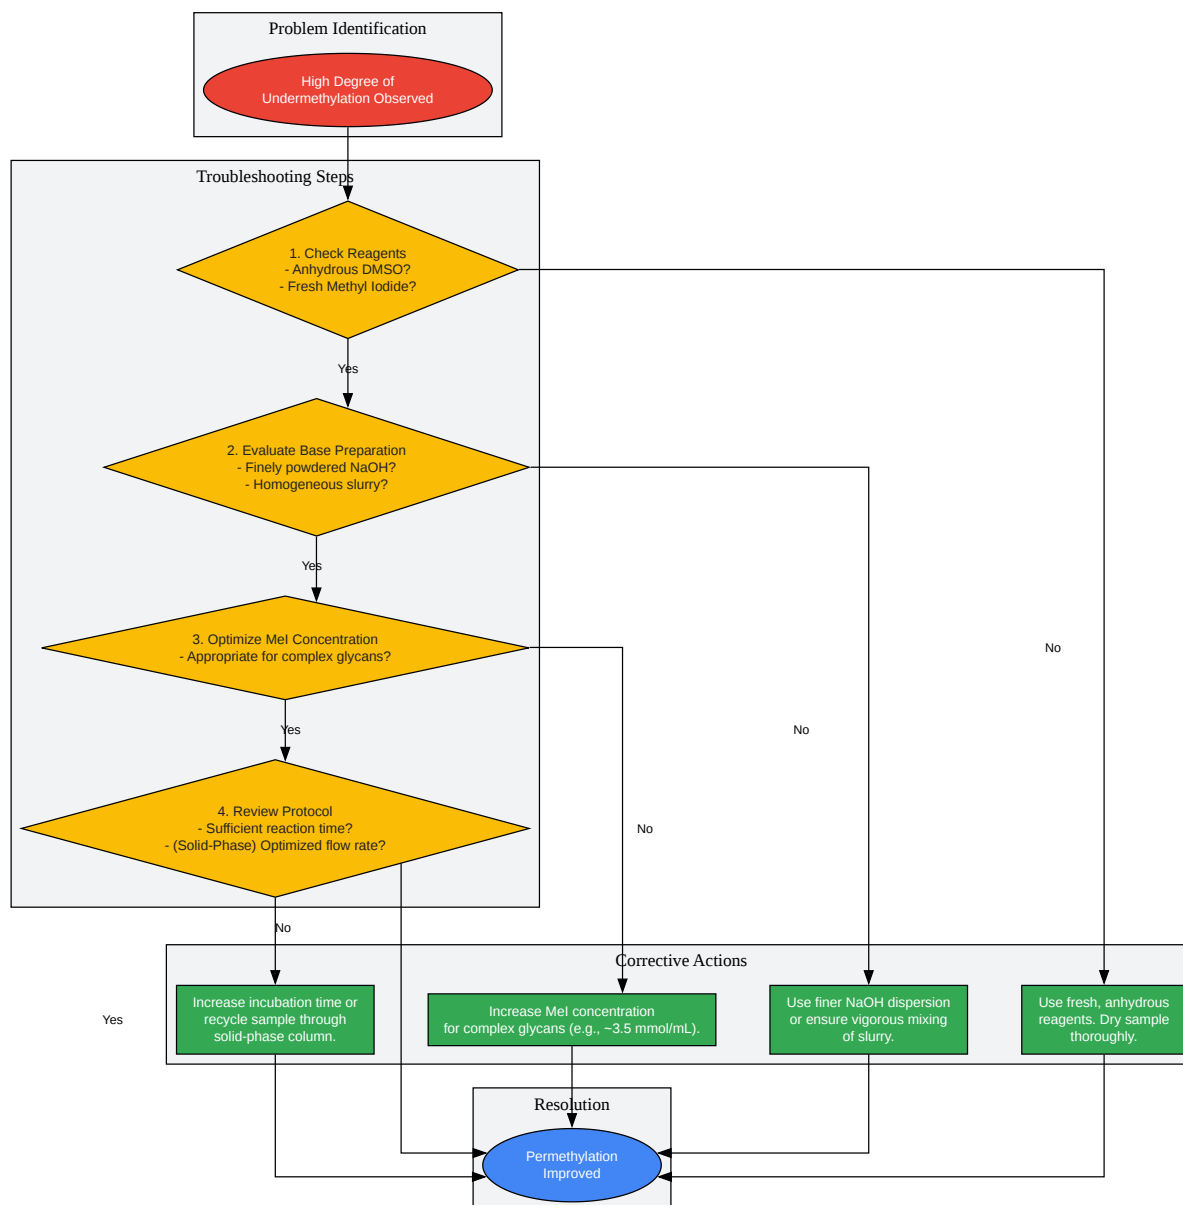 Problem Identification
High Degree of
Undermethylation Observed
Troubleshooting Steps
1. Check Reagents
- Anhydrous DMSO?
- Fresh Methyl Iodide?
Yes
2. Evaluate Base Preparation
- Finely powdered NaOH?
- Homogeneous slurry?
Yes
3. Optimize MeI Concentration
- Appropriate for complex glycans?
No
Yes
No
4. Review Protocol
- Sufficient reaction time?
- (Solid-Phase) Optimized flow rate?
No
No
Corrective Actions
Increase incubation time or
recycle sample through
solid-phase column.
Increase MeI concentration
for complex glycans (e.g., ~3.5 mmol/mL).
Use finer NaOH dispersion
or ensure vigorous mixing
of slurry.
Use fresh, anhydrous
reagents. Dry sample
thoroughly.
Yes
Resolution
Permethylation
Improved